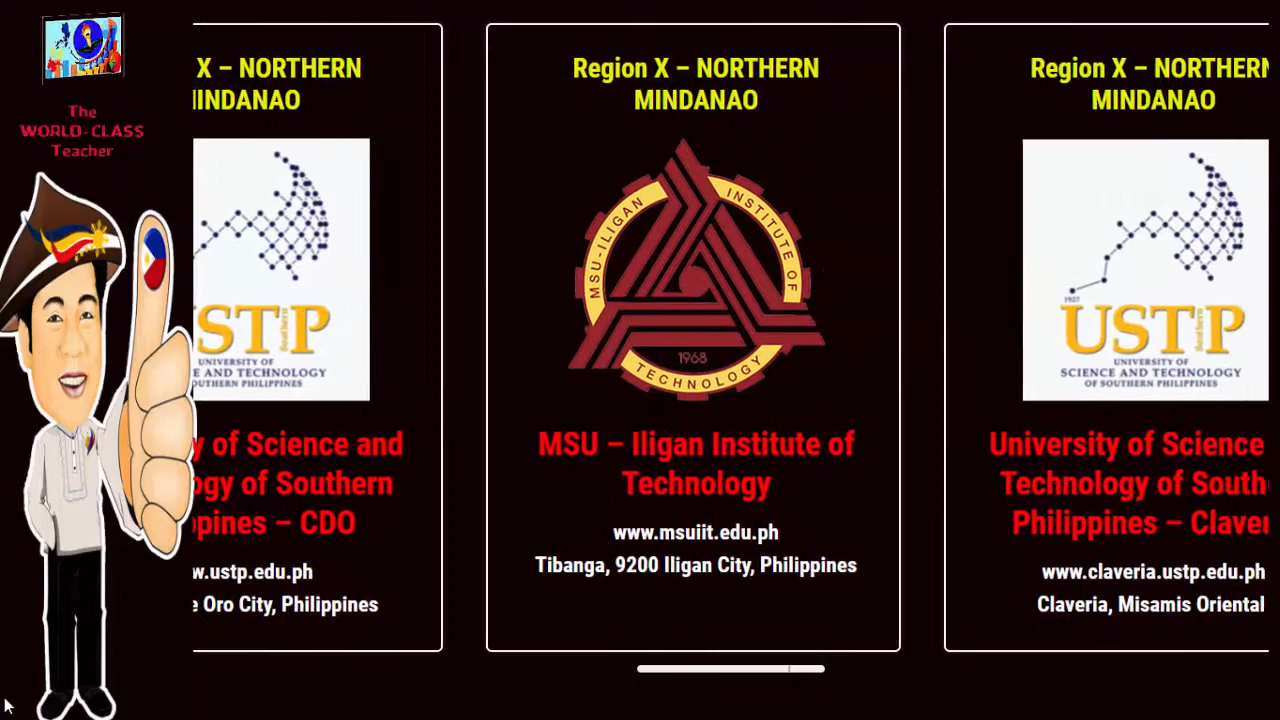 The
WORLD-CLASS
Teacher
X – NORTHERN
MINDANAO
USTP
Southern
UNIVERSITY OF
E AND TECHNOLOGY
OUTHERN PHILIPPINES
y of Science and
ogy of Southern
ppines – CDO
w.ustp.edu.ph
e Oro City, Philippines
Region X – NORTHERN
MINDANAO
MSU-ILIGAN
INSTITUTE OF
TECHNOLOGY
1968
MSU – Iligan Institute of
Technology
www.msuiit.edu.ph
Tibanga, 9200 Iligan City, Philippines
Region X – NORTHERN
MINDANAO
1927
USTP
Southern
UNIVERSITY OF
SCIENCE AND TECHNOLOGY
OF SOUTHERN PHILIPPINES
University of Science
Technology of South
Philippines – Claver
www.claveria.ustp.edu.ph
Claveria, Misamis Oriental